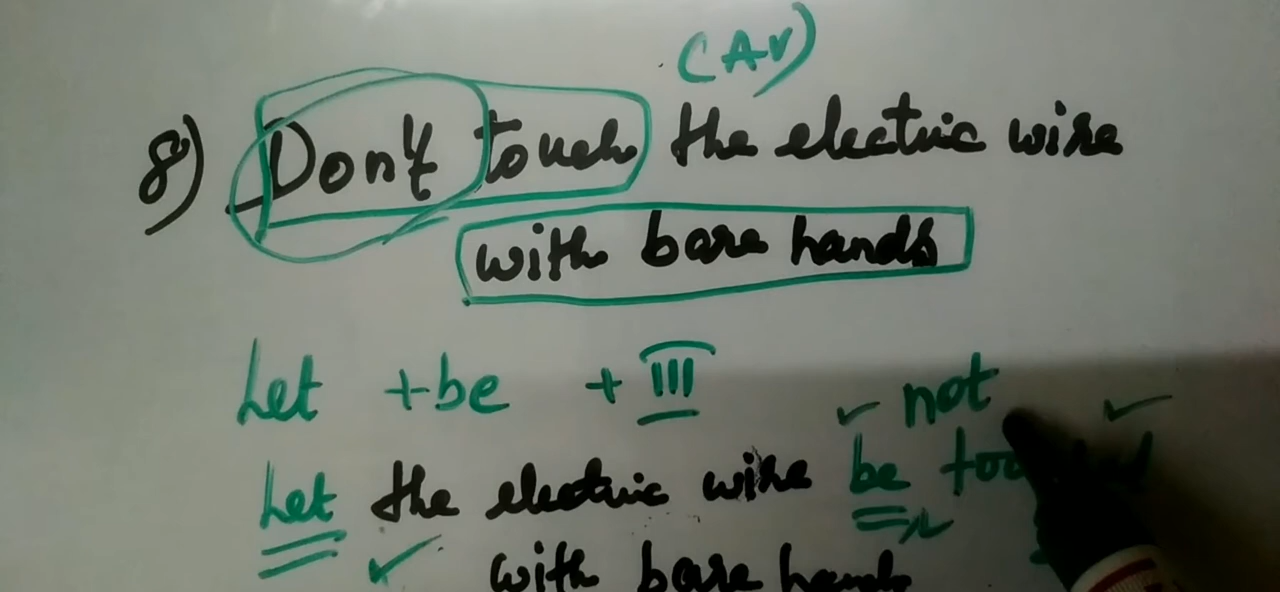 (AV)
8) Don't touch the electric wire
with bare hands
Let + be + III
not
Let the electric wire be
with bare hands